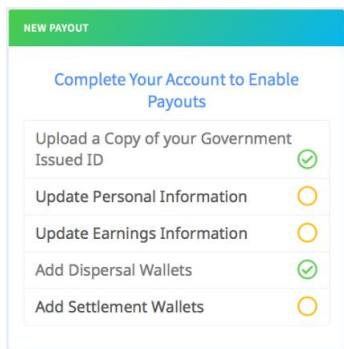 NEW PAYOUT
Complete Your Account to Enable
Payouts
Upload a Copy of your Government
Issued ID
Update Personal Information
Update Earnings Information
Add Dispersal Wallets
Add Settlement Wallets